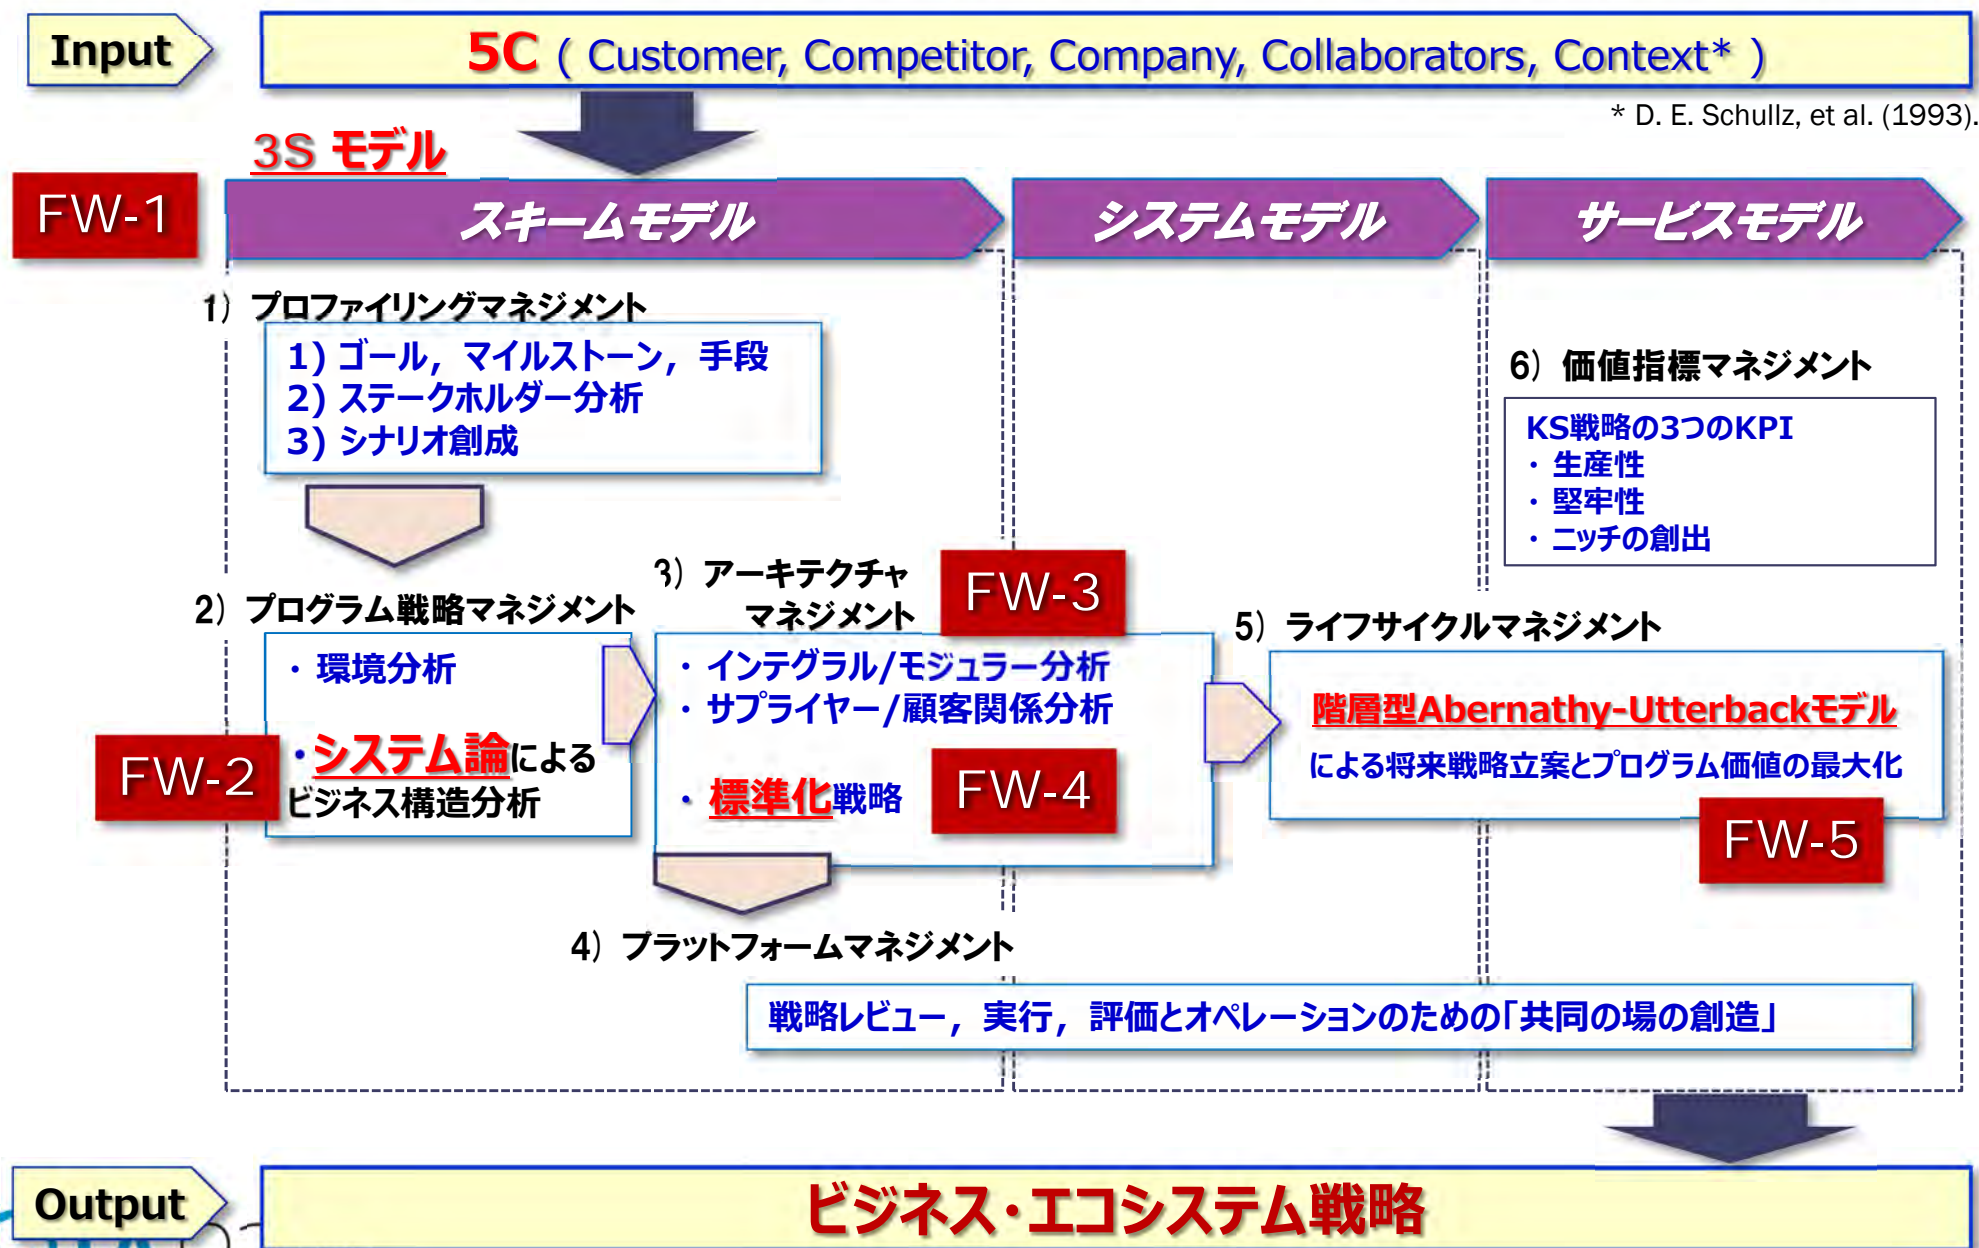 Input
5C ( Customer, Competitor, Company, Collaborators, Context* )
* D. E. Schullz, et al. (1993).
3S モデル
FW-1
スキームモデル
システムモデル
サービスモデル
1) プロファイリングマネジメント
1) ゴール, マイルストーン, 手段
2) ステークホルダー分析
3) シナリオ創成
6) 価値指標マネジメント
KS戦略の3つのKPI
・ 生産性
・ 堅牢性
・ ニッチの創出
2) プログラム戦略マネジメント
・ 環境分析
・システム論による
ビジネス構造分析
FW-2
3) アーキテクチャ
マネジメント
FW-3
・ インテグラル/モジュラー分析
・ サプライヤー/顧客関係分析
・ 標準化戦略
FW-4
5) ライフサイクルマネジメント
階層型Abernathy-Utterbackモデル
による将来戦略立案とプログラム価値の最大化
FW-5
4) プラットフォームマネジメント
戦略レビュー, 実行, 評価とオペレーションのための「共同の場の創造」
Output
ビジネス・エコシステム戦略